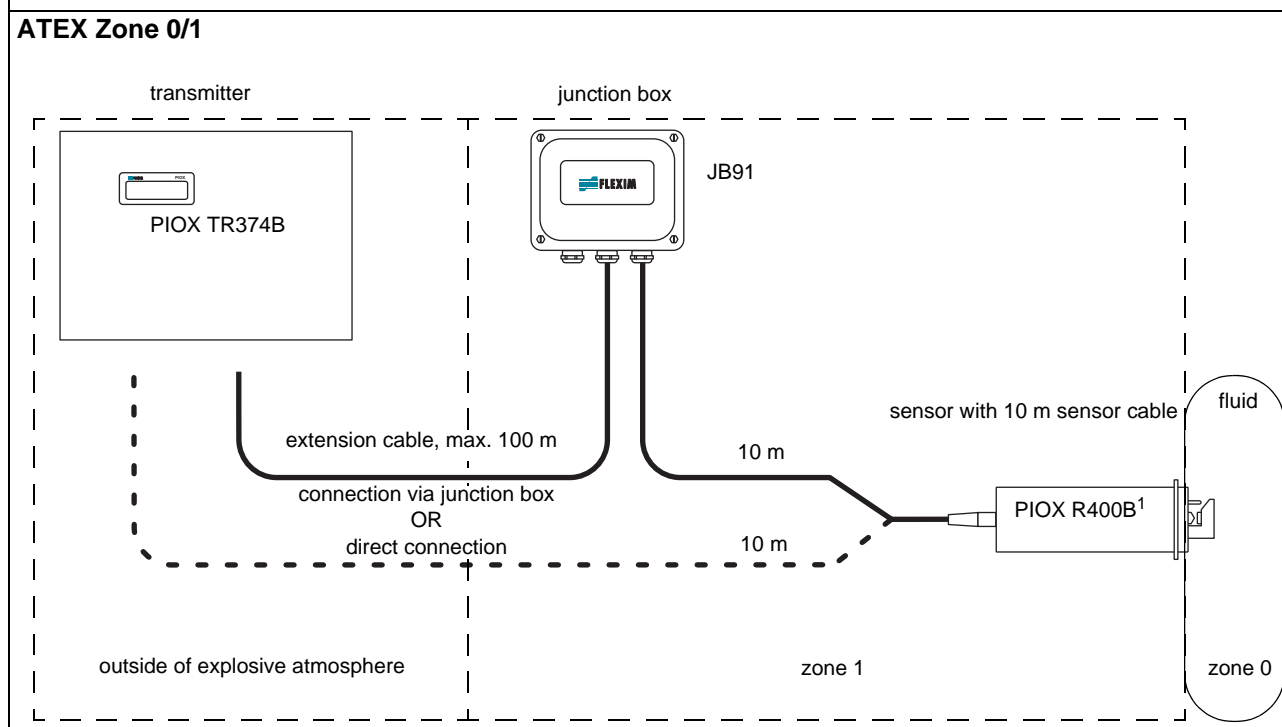 ATEX Zone 0/1
transmitter
junction box
PIOX TR374B
FLEXIM
JB91
sensor with 10 m sensor cable
fluid
extension cable, max. 100 m
10 m
connection via junction box
OR
direct connection
10 m
PIOX R400B1
outside of explosive atmosphere
zone 1
zone 0